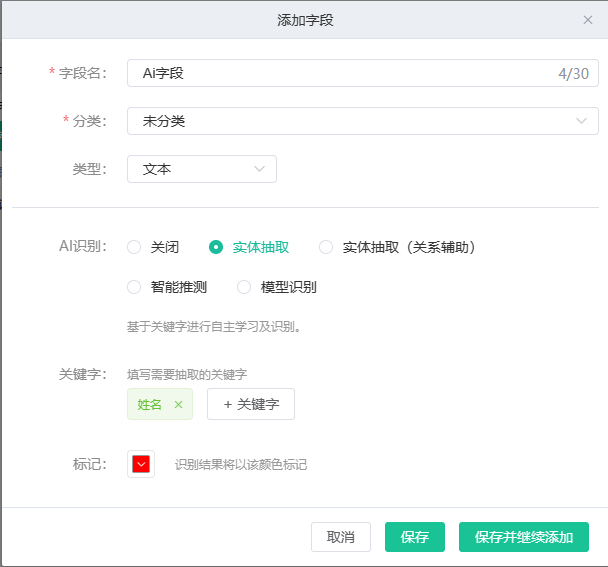 添加字段
* 字段名： Ai字段 4/30
* 分类： 未分类
类型： 文本
AI识别： 关闭 实体抽取 实体抽取（关系辅助）
智能推测 模型识别
基于关键字进行自主学习及识别。
关键字： 填写需要抽取的关键字
姓名 × + 关键字
标记： 识别结果将以该颜色标记
取消 保存 保存并继续添加